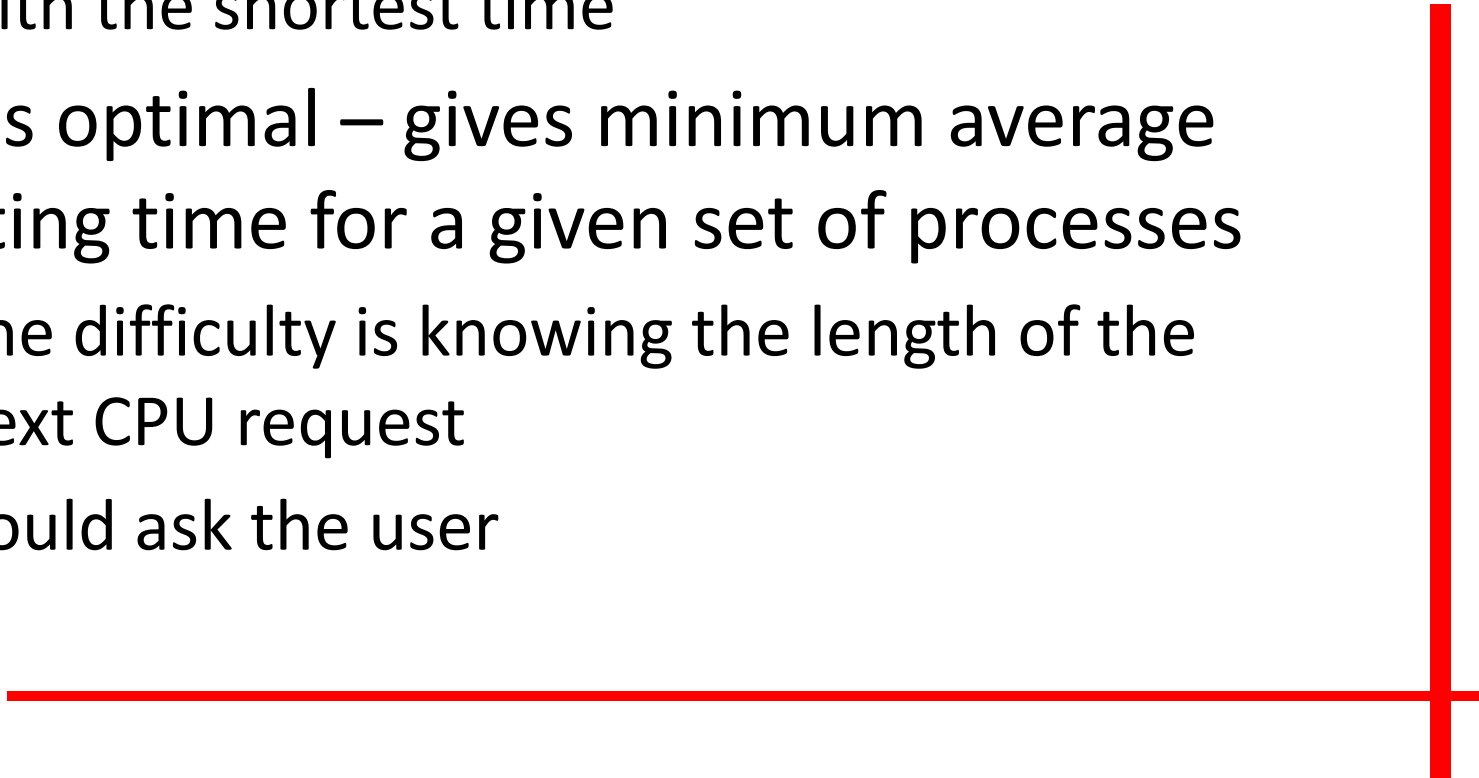 ith the shortest time
s optimal – gives minimum average
ting time for a given set of processes
he difficulty is knowing the length of the
ext CPU request
ould ask the user